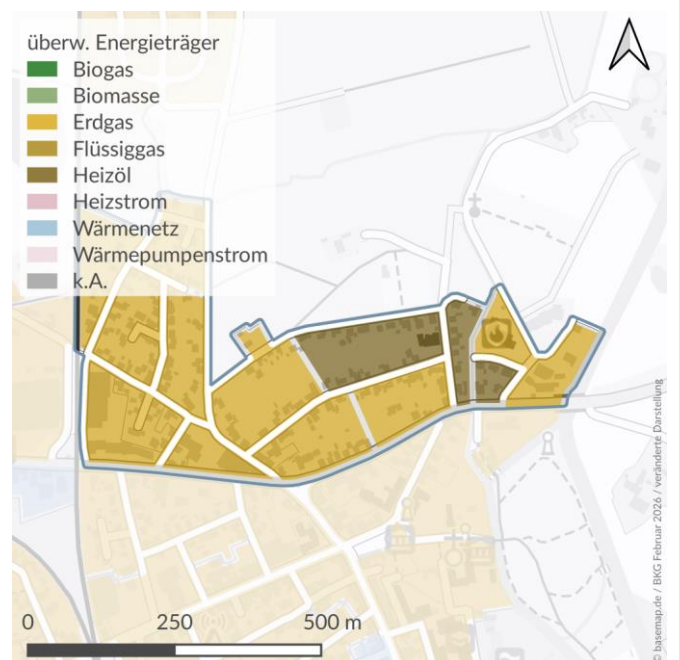 überw. Energieträger
Biogas
Biomasse
Erdgas
Flüssiggas
Heizöl
Heizstrom
Wärmenetz
Wärmepumpenstrom
k.A.
0 250 500 m
© basemap.de / BKG Februar 2026 / veränderte Darstellung